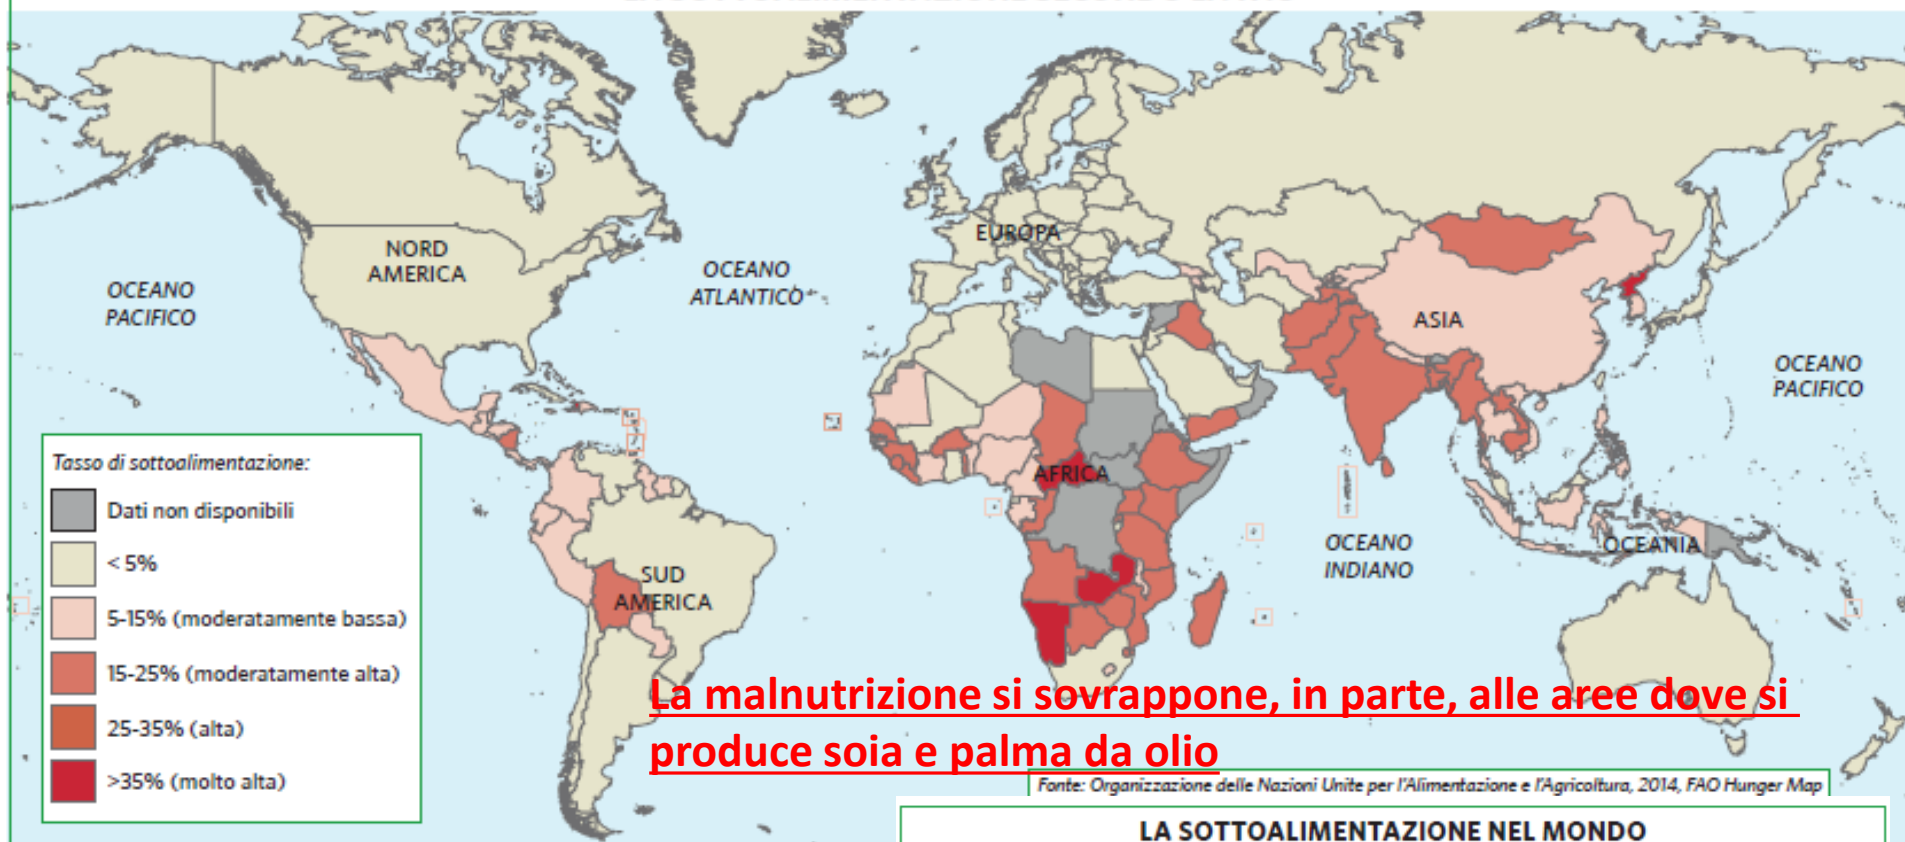 NORD
AMERICA
OCEANO
PACIFICO
OCEANO
ATLANTICO
EUROPA
ASIA
OCEANO
PACIFICO
AFRICA
OCEANO
INDIANO
OCEANIA
SUD
AMERICA
Tasso di sottoalimentazione:
Dati non disponibili
< 5%
5-15% (moderatamente bassa)
15-25% (moderatamente alta)
25-35% (alta)
>35% (molto alta)
La malnutrizione si sovrappone, in parte, alle aree dove si
produce soia e palma da olio
Fonte: Organizzazione delle Nazioni Unite per l'Alimentazione e l'Agricoltura, 2014, FAO Hunger Map
LA SOTTOALIMENTAZIONE NEL MONDO